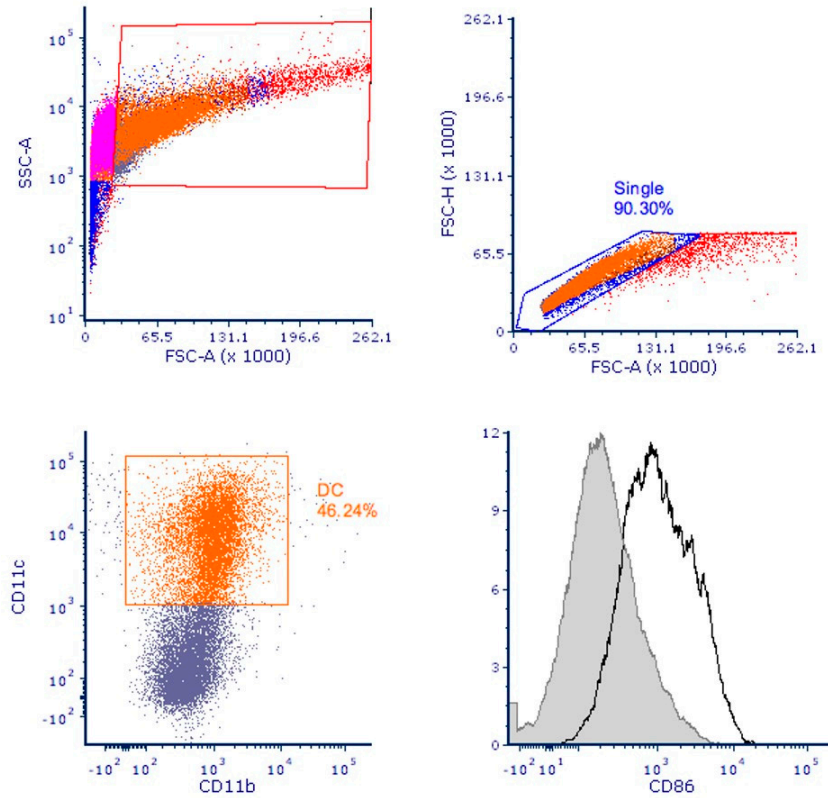 10^5
10^4
10^3
10^2
10^1
SSC-A
0 65.5 131.1 196.6 262.1
FSC-A (x 1000)
262.1
196.6
131.1
65.5
0
FSC-H (x 1000)
Single
90.30%
0 65.5 131.1 196.6 262.1
FSC-A (x 1000)
10^5
10^4
10^3
10^2
-10^2
CD11c
DC
46.24%
-10^2 10^2 10^3 10^4 10^5
CD11b
12
9
6
3
0
-10^2 10^1 10^3 10^4 10^5
CD86